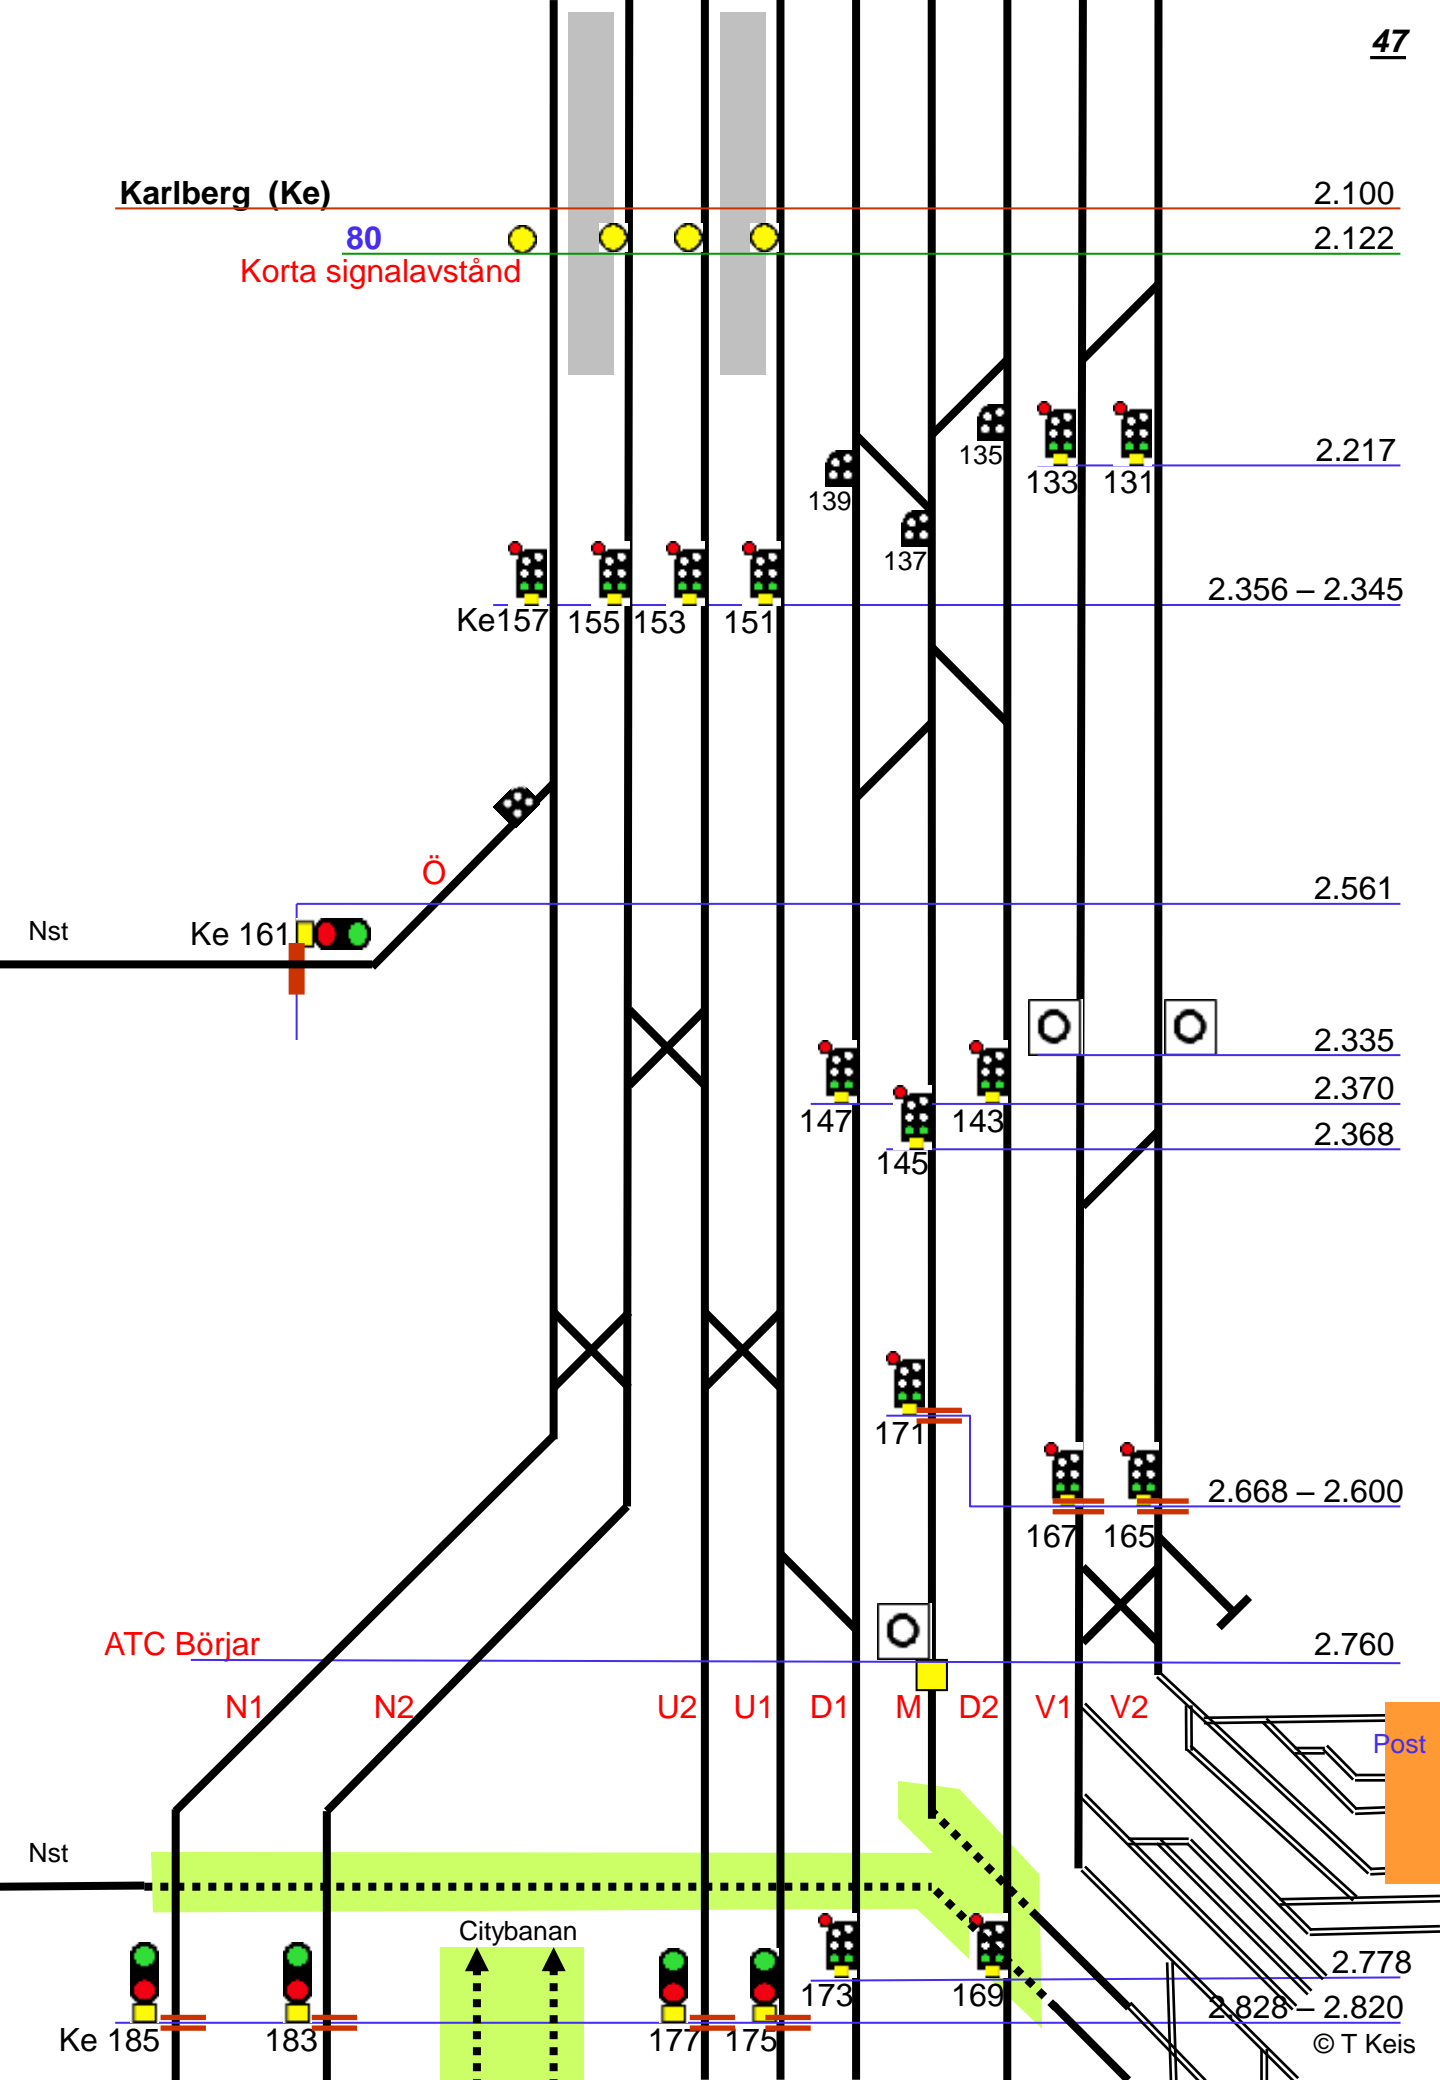 47
Karlberg (Ke)
2.100
80
2.122
Korta signalavstånd
135
2.217
139
133
131
137
2.356 – 2.345
Ke157
155
153
151
Ö
2.561
Nst
Ke 161
2.335
2.370
147
143
2.368
145
171
2.668 – 2.600
167
165
ATC Börjar
2.760
N1
N2
U2
U1
D1
M
D2
V1
V2
Post
Nst
Citybanan
2.778
173
169
2.828 – 2.820
Ke 185
183
177
175
© T Keis